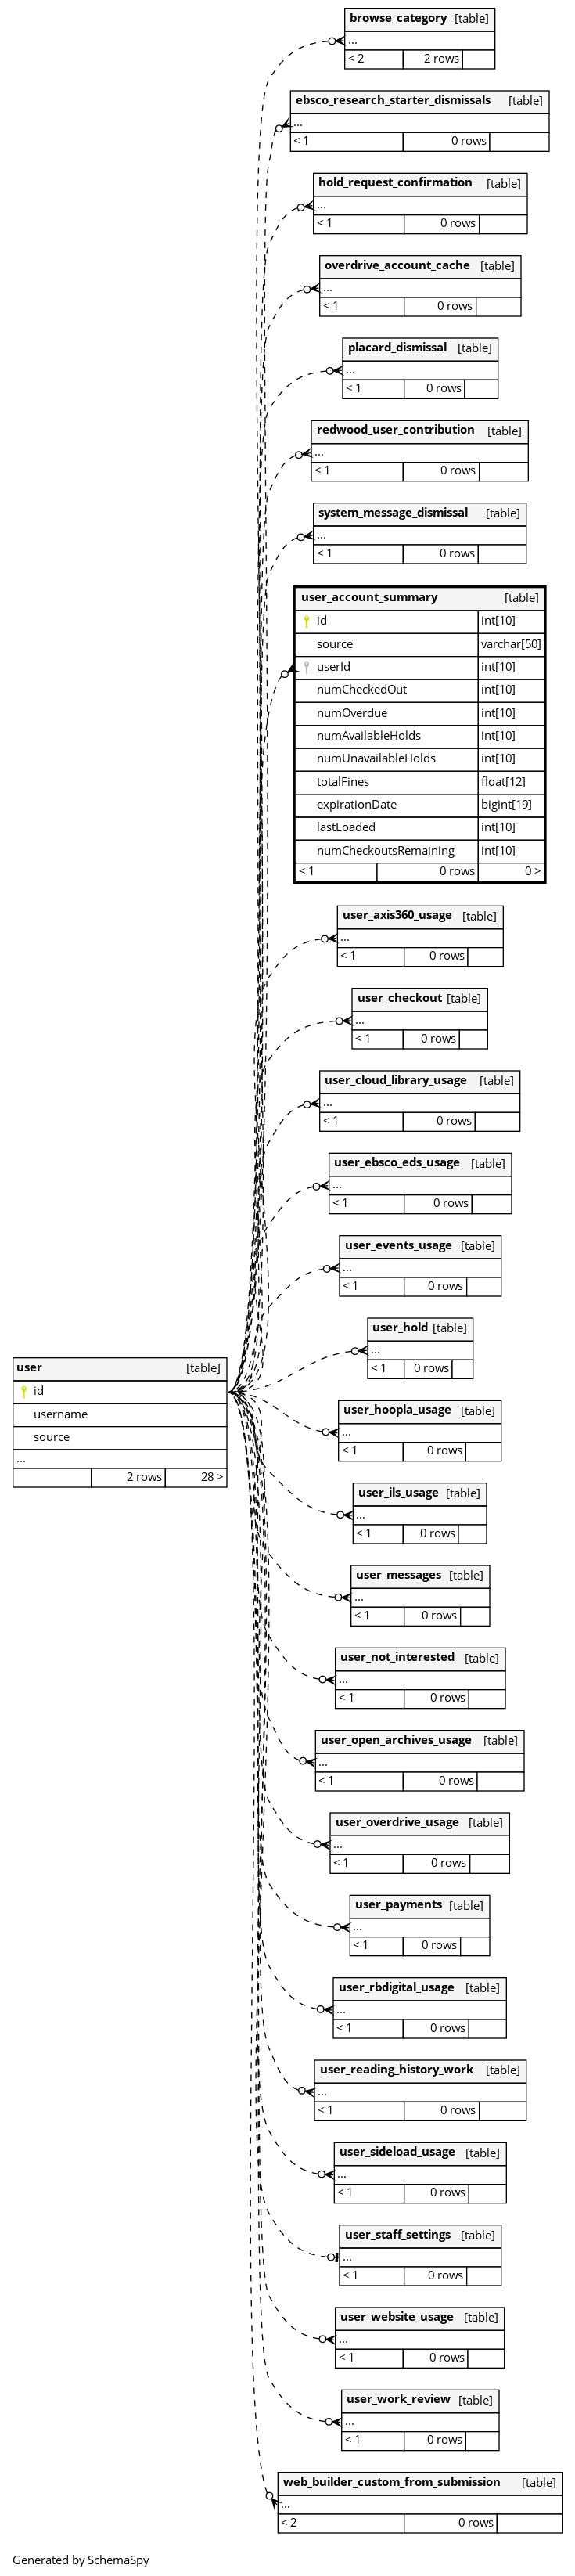 browse_category [table]
...
< 2 2 rows
ebsco_research_starter_dismissals [table]
...
< 1 0 rows
hold_request_confirmation [table]
...
< 1 0 rows
overdrive_account_cache [table]
...
< 1 0 rows
placard_dismissal [table]
...
< 1 0 rows
redwood_user_contribution [table]
...
< 1 0 rows
system_message_dismissal [table]
...
< 1 0 rows
user_account_summary [table]
id int[10]
source varchar[50]
userId int[10]
numCheckedOut int[10]
numOverdue int[10]
numAvailableHolds int[10]
numUnavailableHolds int[10]
totalFines float[12]
expirationDate bigint[19]
lastLoaded int[10]
numCheckoutsRemaining int[10]
< 1 0 rows 0 >
user_axis360_usage [table]
...
< 1 0 rows
user_checkout [table]
...
< 1 0 rows
user_cloud_library_usage [table]
...
< 1 0 rows
user_ebsco_eds_usage [table]
...
< 1 0 rows
user_events_usage [table]
...
< 1 0 rows
user_hold [table]
...
< 1 0 rows
user [table]
id
username
source
...
2 rows 28 >
user_hoopla_usage [table]
...
< 1 0 rows
user_ils_usage [table]
...
< 1 0 rows
user_messages [table]
...
< 1 0 rows
user_not_interested [table]
...
< 1 0 rows
user_open_archives_usage [table]
...
< 1 0 rows
user_overdrive_usage [table]
...
< 1 0 rows
user_payments [table]
...
< 1 0 rows
user_rbdigital_usage [table]
...
< 1 0 rows
user_reading_history_work [table]
...
< 1 0 rows
user_sideload_usage [table]
...
< 1 0 rows
user_staff_settings [table]
...
< 1 0 rows
user_website_usage [table]
...
< 1 0 rows
user_work_review [table]
...
< 1 0 rows
web_builder_custom_from_submission [table]
...
< 2 0 rows
Generated by SchemaSpy